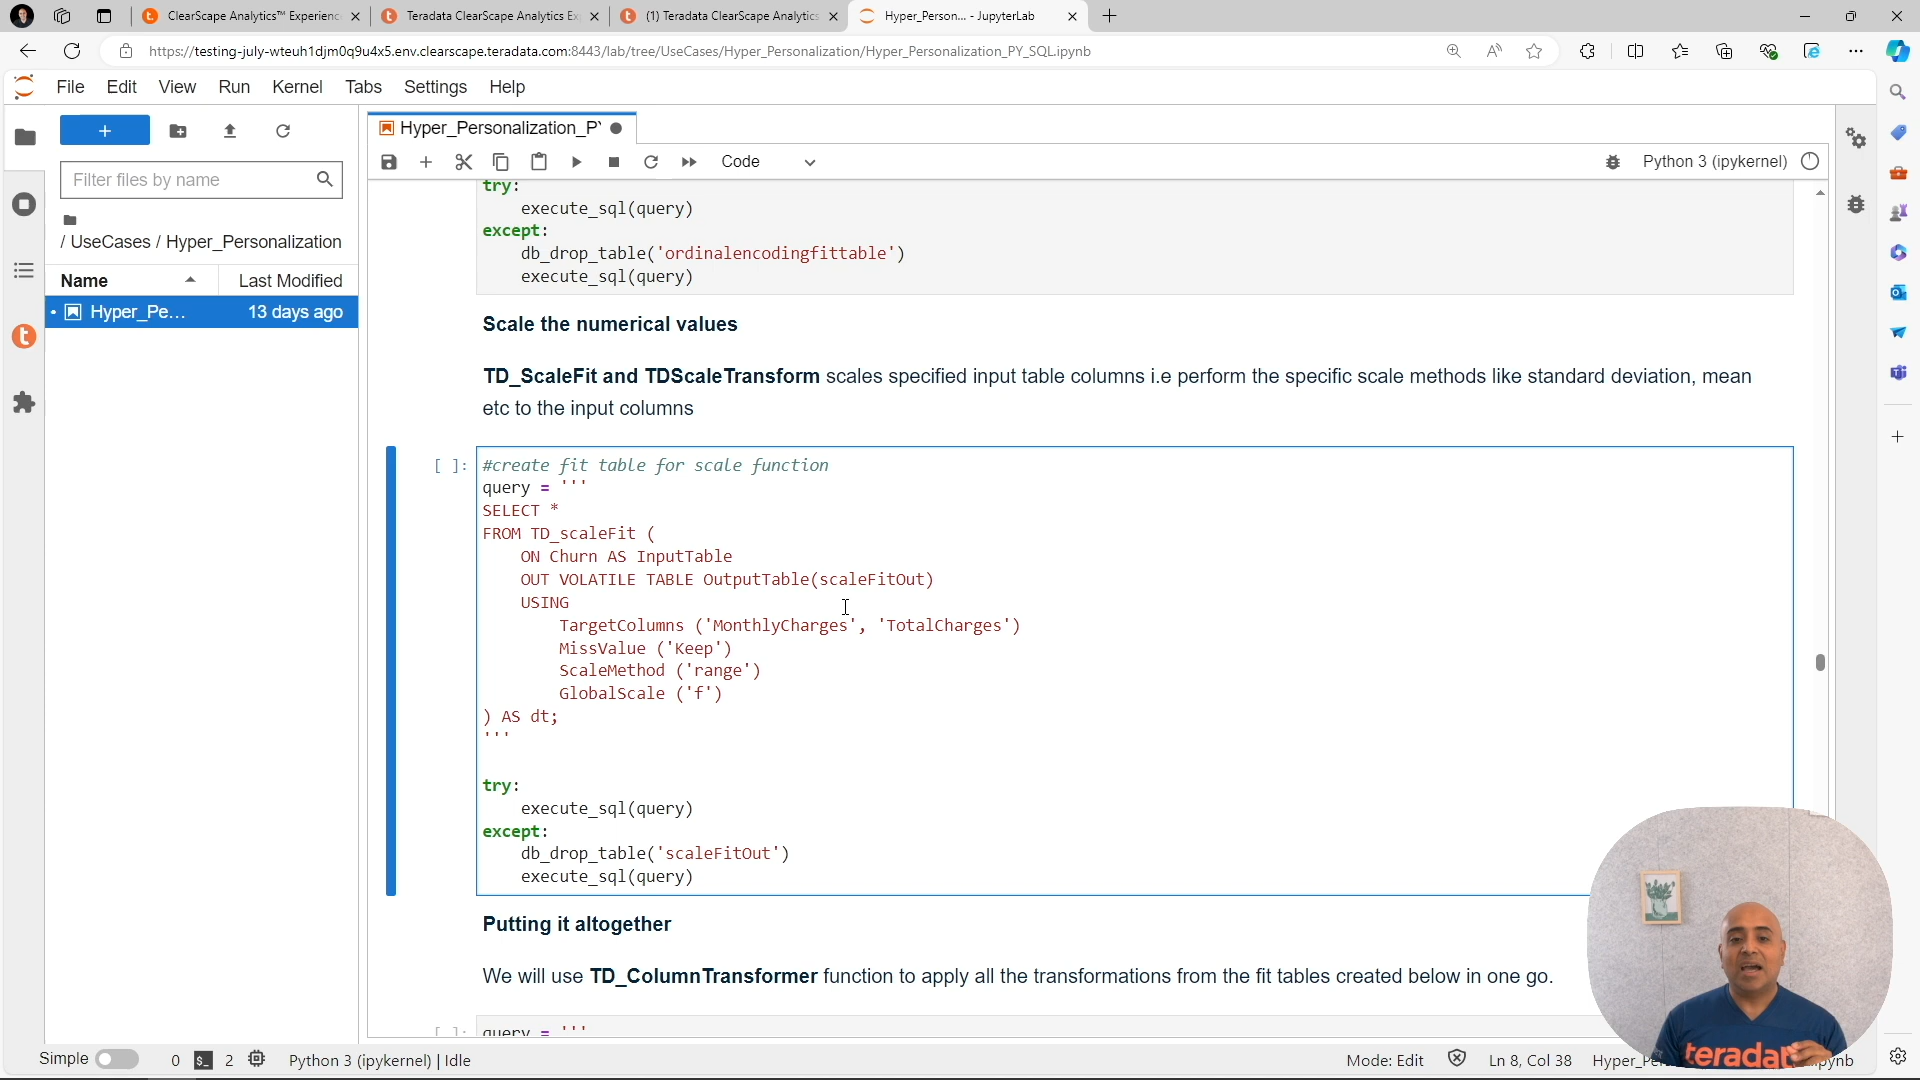 ClearScape Analytics™ Experienc
Teradata ClearScape Analytics Ex
(1) Teradata ClearScape Analytics
Hyper_Person... - JupyterLab
https://testing-july-wteuh1djm0q9u4x5.env.clearscape.teradata.com:8443/lab/tree/UseCases/Hyper_Personalization/Hyper_Personalization_PY_SQL.ipynb
File Edit View Run Kernel Tabs Settings Help
Hyper_Personalization_P
Code
Python 3 (ipykernel)
Filter files by name
/ UseCases / Hyper_Personalization
Name Last Modified
Hyper_Pe... 13 days ago
try:
execute_sql(query)
except:
db_drop_table('ordinalencodingfittable')
execute_sql(query)
Scale the numerical values
TD_ScaleFit and TDScaleTransform scales specified input table columns i.e perform the specific scale methods like standard deviation, mean
etc to the input columns
[ ]:
#create fit table for scale function
query = '''
SELECT *
FROM TD_scaleFit (
ON Churn AS InputTable
OUT VOLATILE TABLE OutputTable(scaleFitOut)
USING
TargetColumns ('MonthlyCharges', 'TotalCharges')
MissValue ('Keep')
ScaleMethod ('range')
GlobalScale ('f')
) AS dt;
'''
try:
execute_sql(query)
except:
db_drop_table('scaleFitOut')
execute_sql(query)
Putting it altogether
We will use TD_ColumnTransformer function to apply all the transformations from the fit tables created below in one go.
[ ]:
query = '''
teradata
Simple 0 2 Python 3 (ipykernel) | Idle
Mode: Edit Ln 8, Col 38 Hyper_Pe
pynb